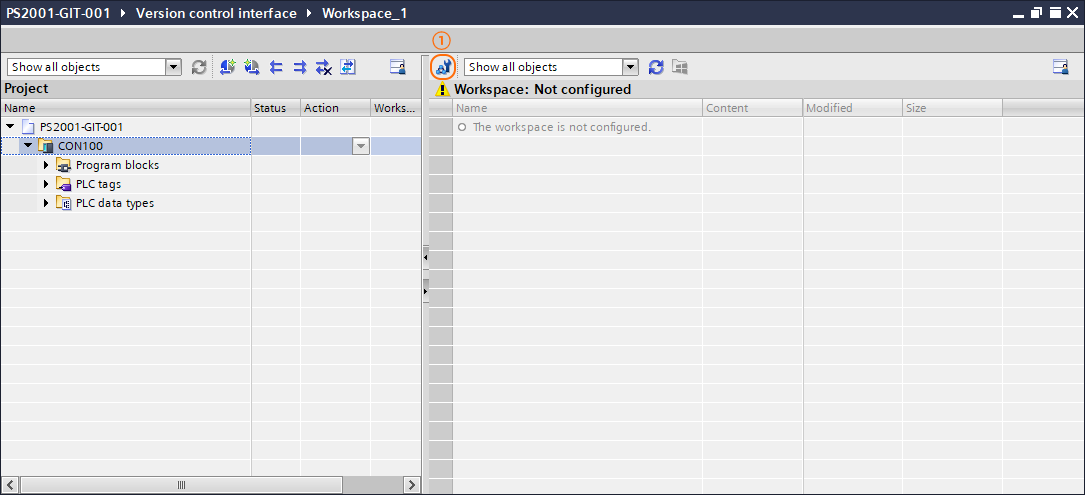 PS2001-GIT-001 ▸ Version control interface ▸ Workspace_1
①
Show all objects
Show all objects
Project
Workspace: Not configured
Name Status Action Works...
Name Content Modified Size
PS2001-GIT-001
The workspace is not configured.
CON100
Program blocks
PLC tags
PLC data types